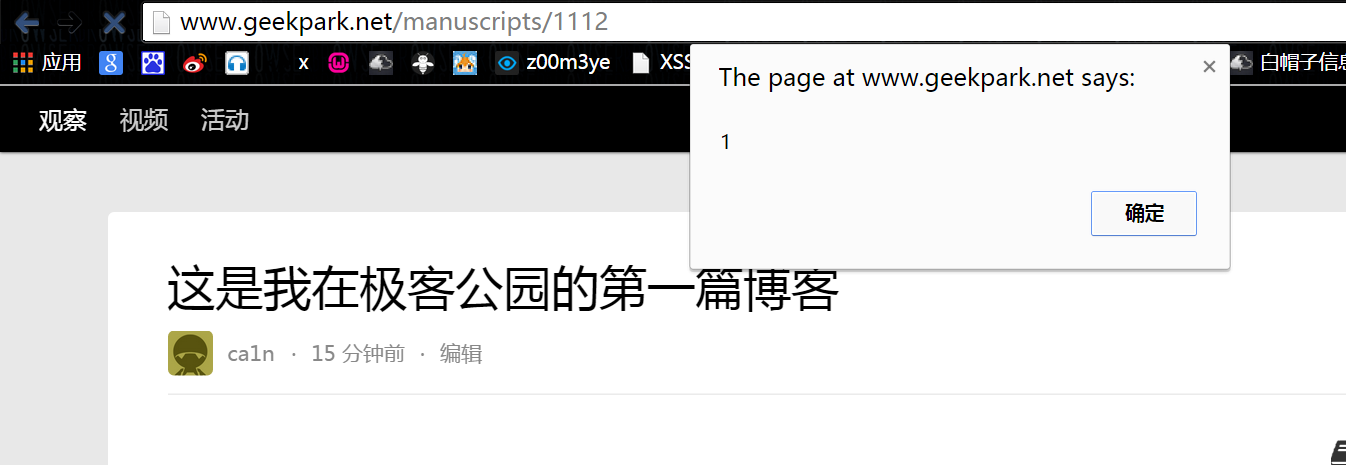 www.geekpark.net/manuscripts/1112
应用 x z00m3ye XSS 白帽子信息
The page at www.geekpark.net says:
1
确定
观察 视频 活动
这是我在极客公园的第一篇博客
ca1n · 15 分钟前 · 编辑